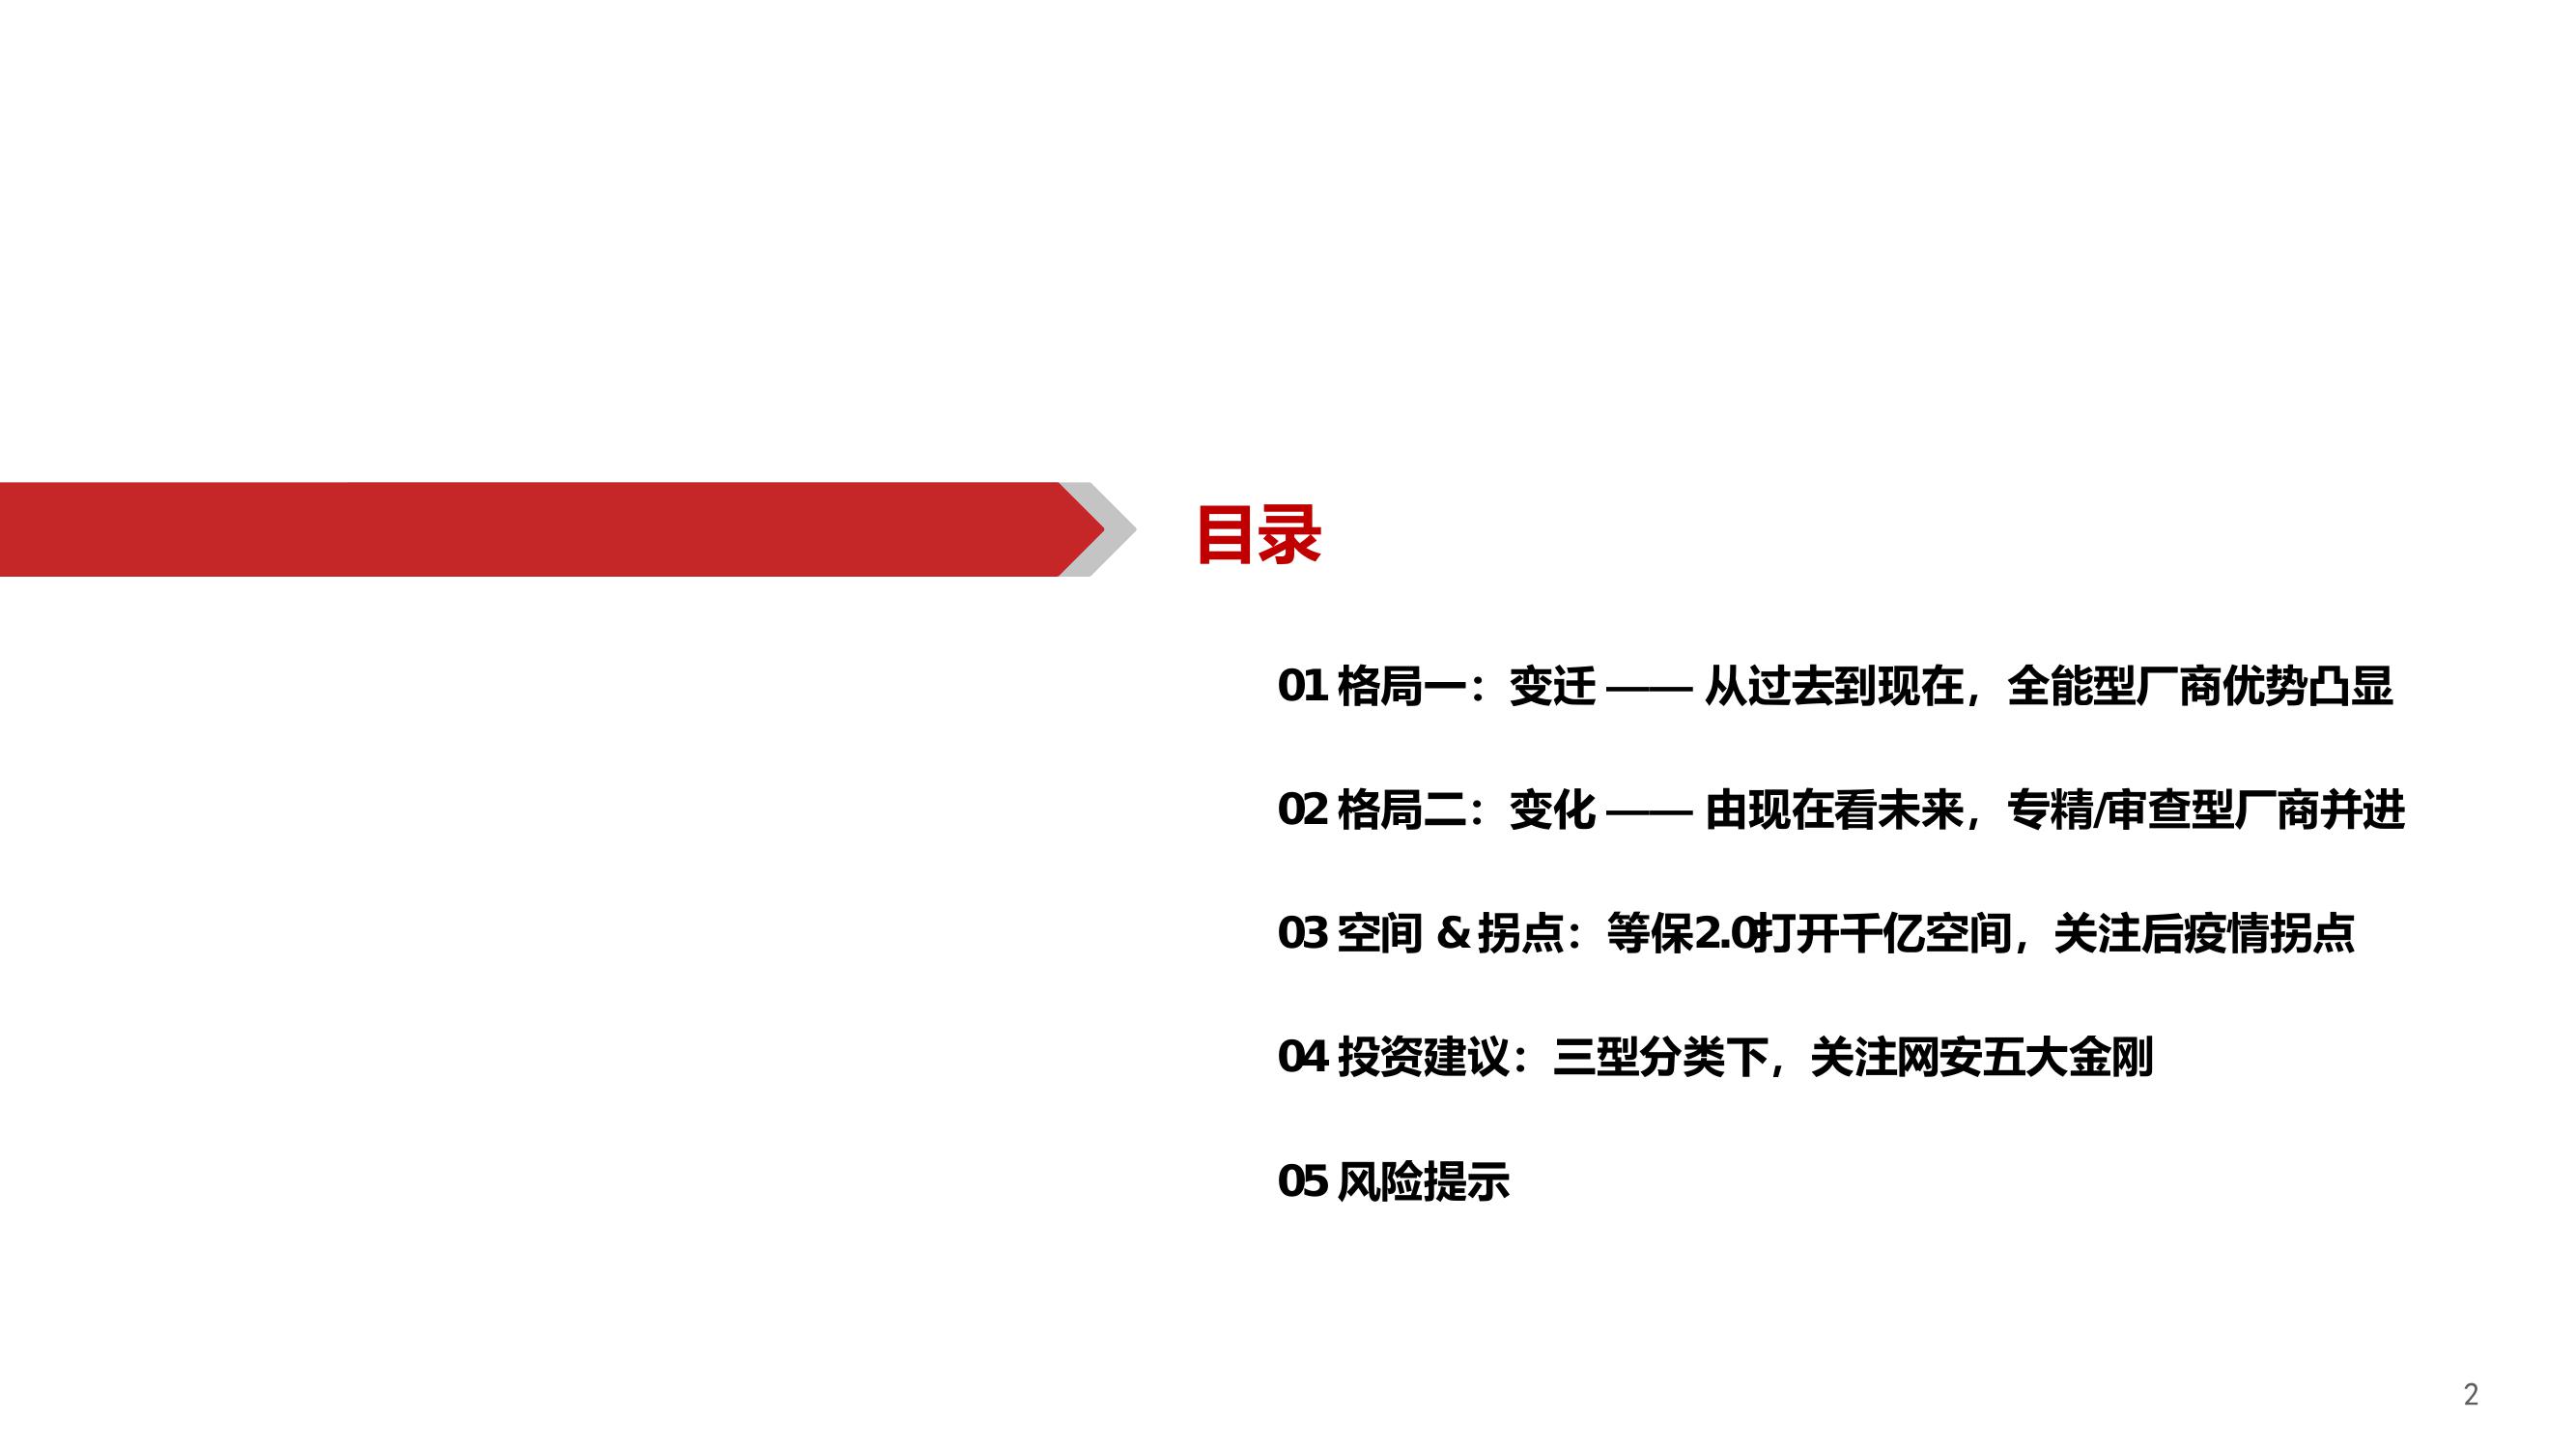 目录
01 格局一：变迁 —— 从过去到现在，全能型厂商优势凸显
02 格局二：变化 —— 由现在看未来，专精/审查型厂商并进
03 空间 & 拐点：等保2.0打开千亿空间，关注后疫情拐点
04 投资建议：三型分类下，关注网安五大金刚
05 风险提示
2